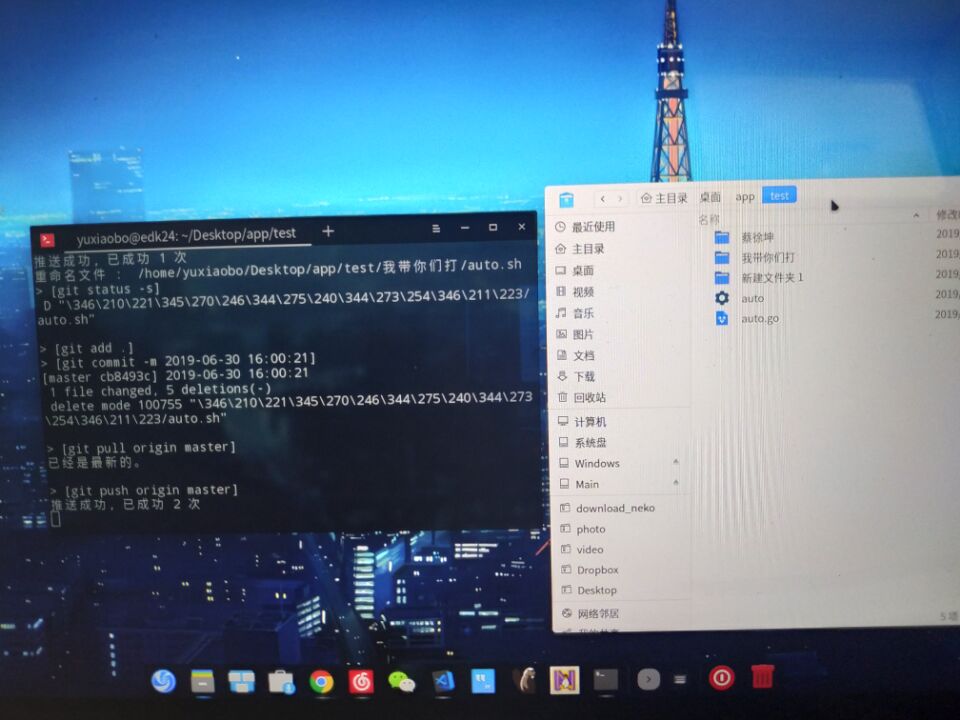 yuxiaobo@edk24: ~/Desktop/app/test
推送成功，已成功 1 次
重命名文件 ： /home/yuxiaobo/Desktop/app/test/我带你们打/auto.sh
> [git status -s]
D "\346\210\221\345\270\246\344\275\240\344\273\254\346\211\223/
auto.sh"
> [git add .]
> [git commit -m 2019-06-30 16:00:21]
[master cb8493c] 2019-06-30 16:00:21
1 file changed, 5 deletions(-)
delete mode 100755 "\346\210\221\345\270\246\344\275\240\344\273
\254\346\211\223/auto.sh"
> [git pull origin master]
已经是最新的。
> [git push origin master]
推送成功，已成功 2 次
主目录 桌面 app test
最近使用
主目录
桌面
视频
音乐
图片
文档
下载
回收站
计算机
系统盘
Windows
Main
download_neko
photo
video
Dropbox
Desktop
网络邻居
名称 修改
蔡徐坤 2019
我带你们打 2019/
新建文件夹 1 2019/
auto 2019/
auto.go 2019/
5 项